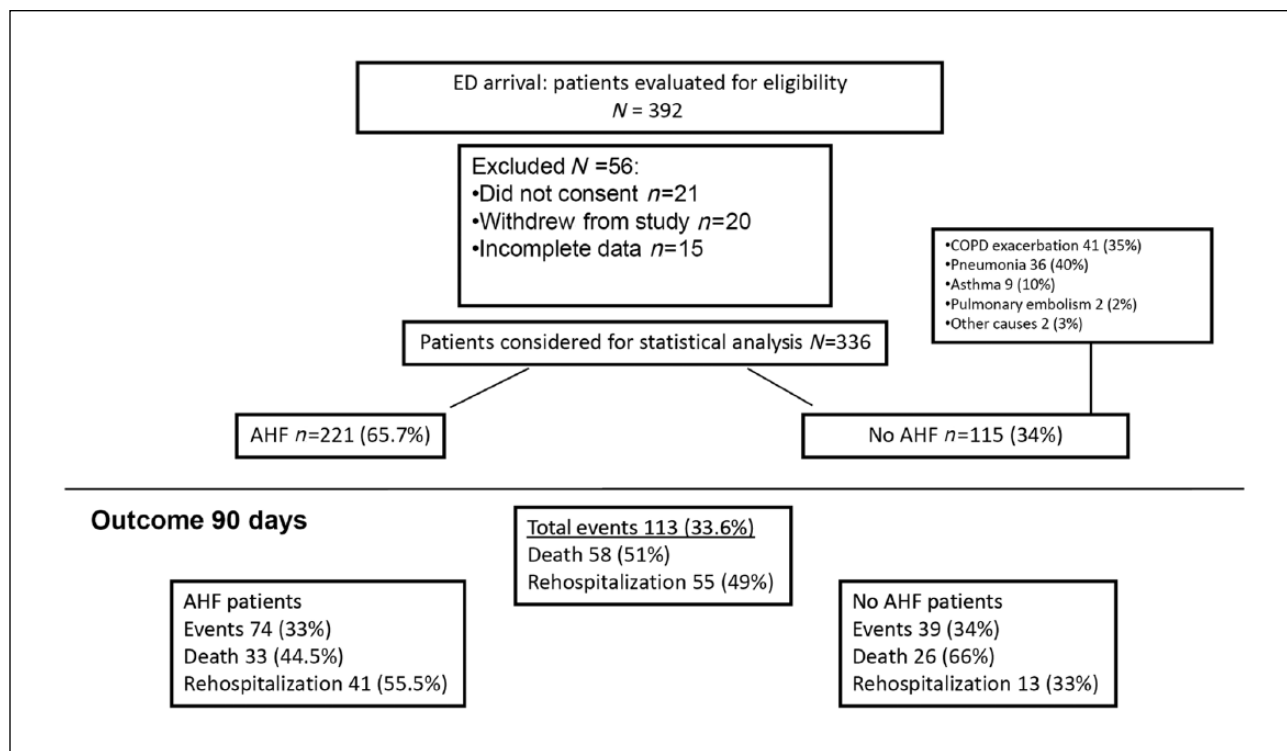 ED arrival: patients evaluated for eligibility
N = 392
Excluded N =56:
•Did not consent n=21
•Withdrew from study n=20
•Incomplete data n=15
•COPD exacerbation 41 (35%)
•Pneumonia 36 (40%)
•Asthma 9 (10%)
•Pulmonary embolism 2 (2%)
•Other causes 2 (3%)
Patients considered for statistical analysis N=336
AHF n=221 (65.7%)
No AHF n=115 (34%)
Outcome 90 days
Total events 113 (33.6%)
Death 58 (51%)
Rehospitalization 55 (49%)
AHF patients
Events 74 (33%)
Death 33 (44.5%)
Rehospitalization 41 (55.5%)
No AHF patients
Events 39 (34%)
Death 26 (66%)
Rehospitalization 13 (33%)